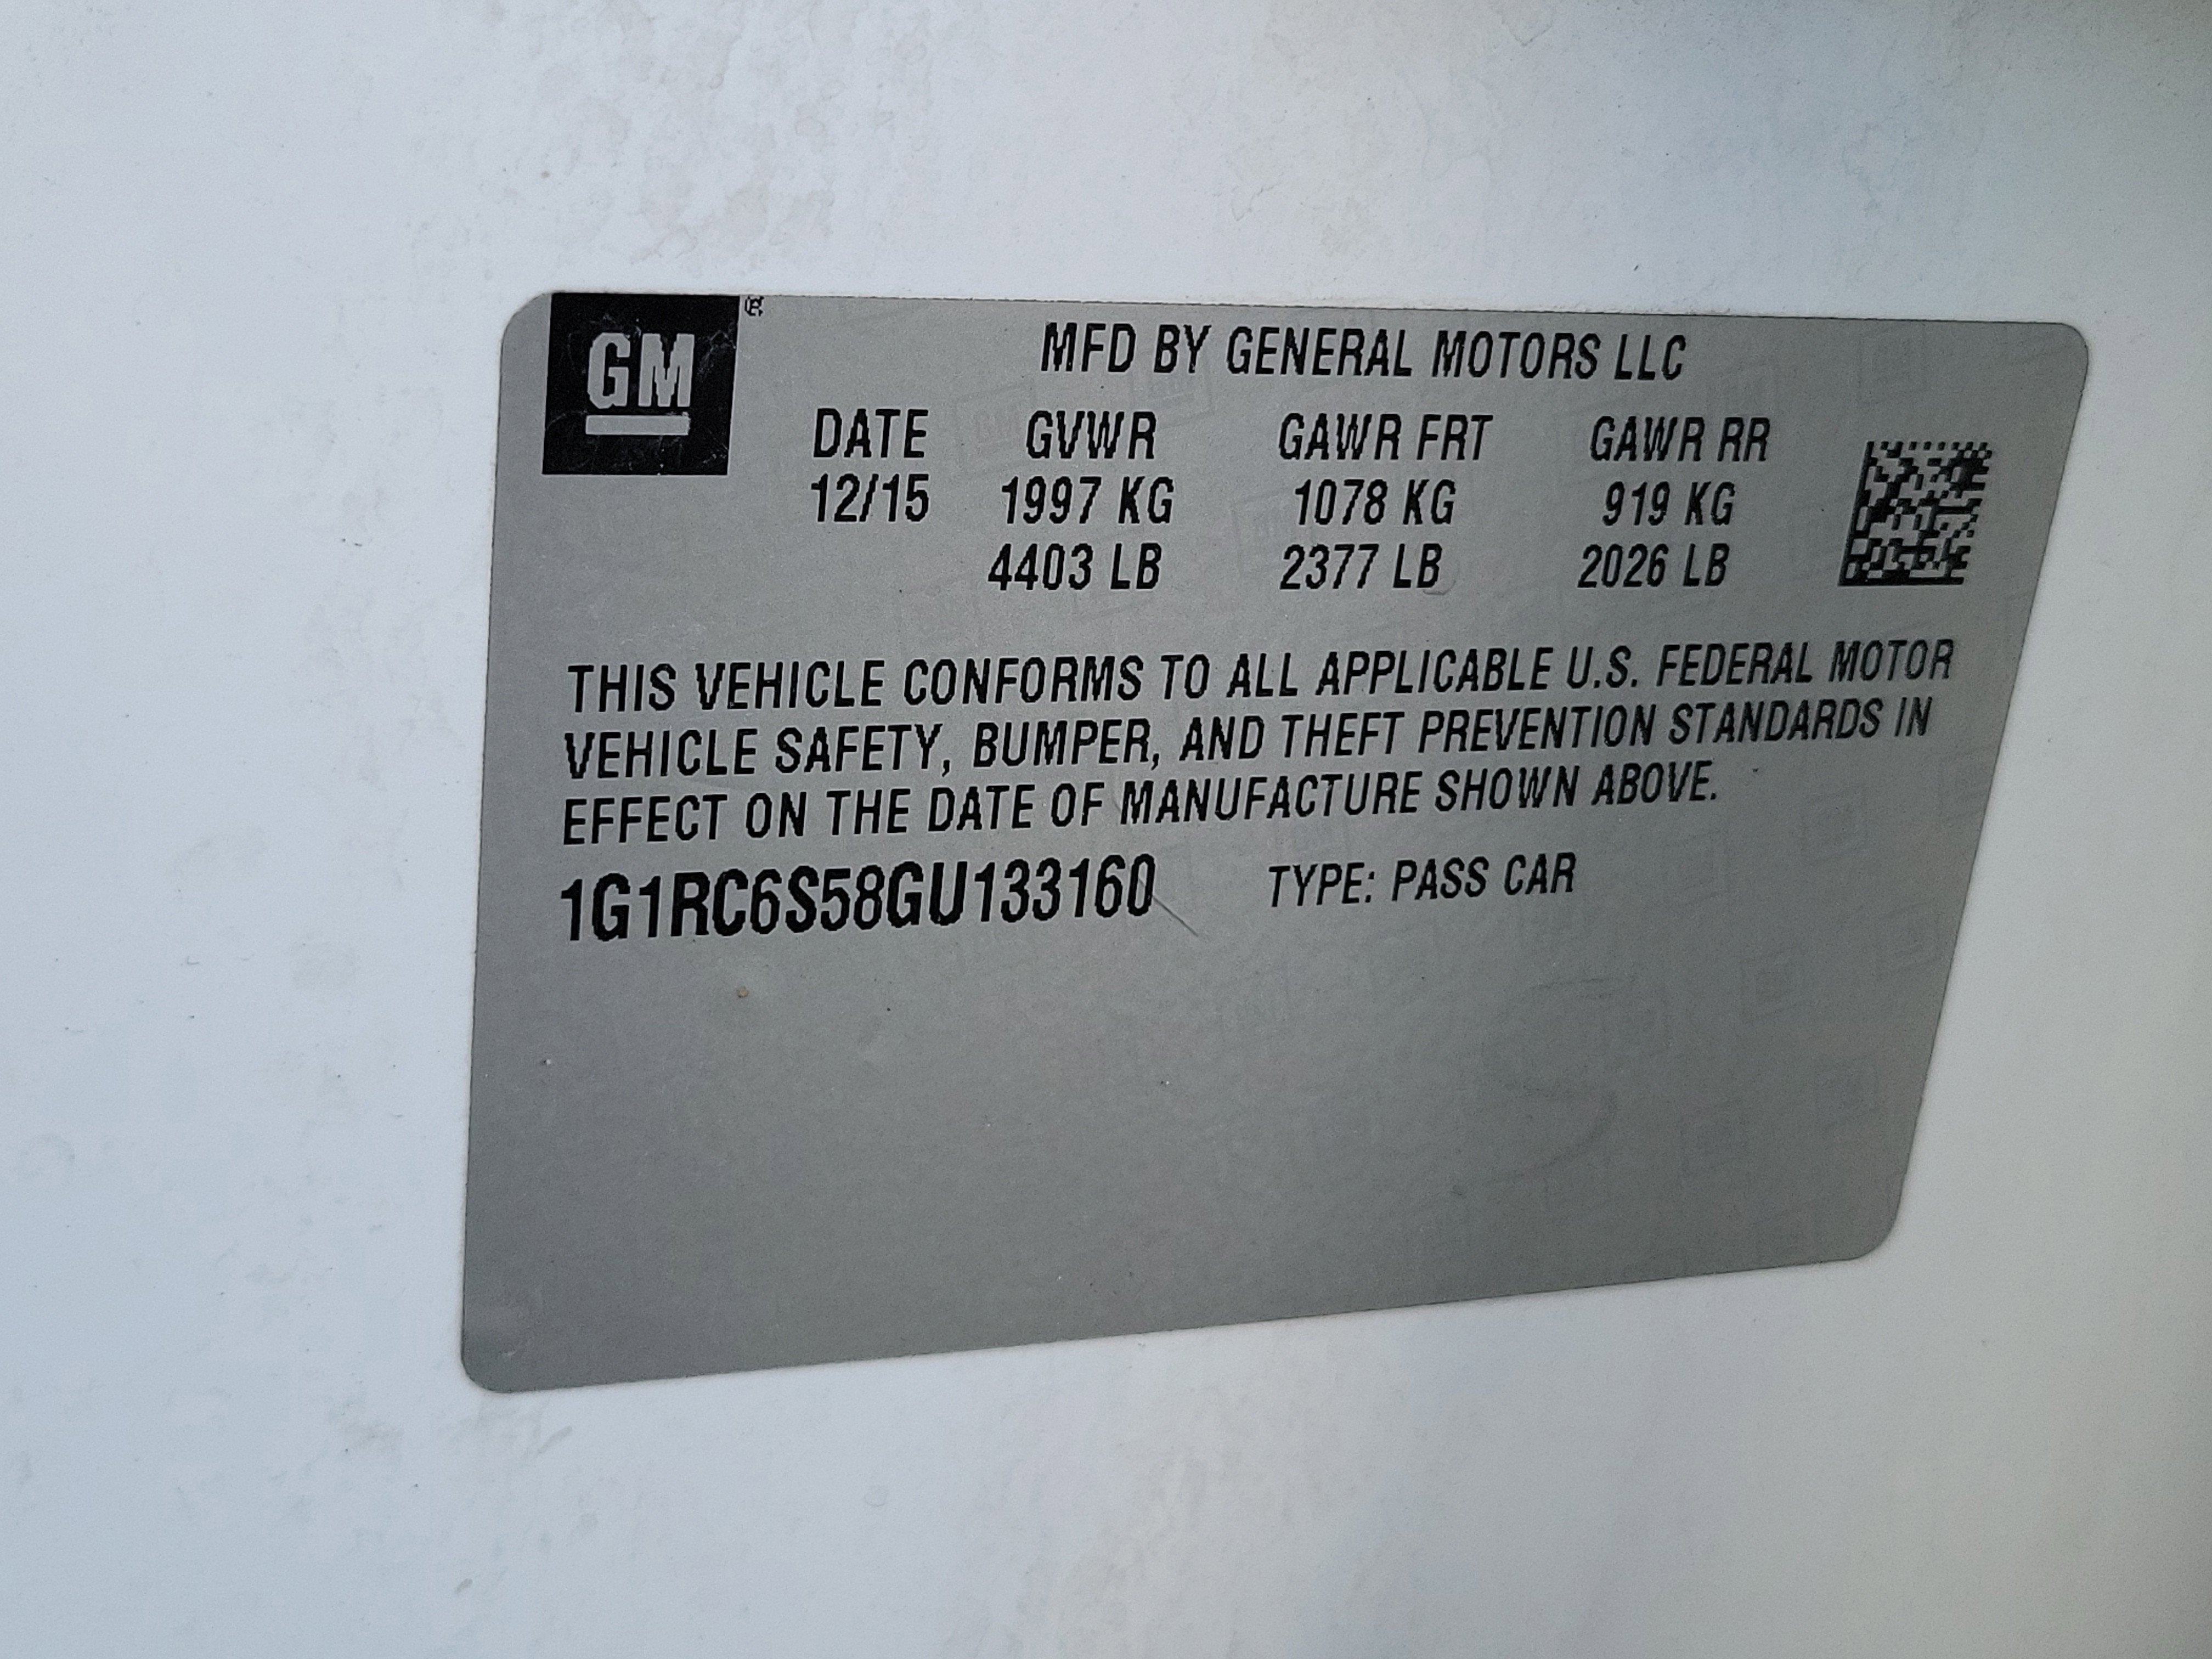 GM ®
MFD BY GENERAL MOTORS LLC
DATE GVWR GAWR FRT GAWR RR
12/15 1997 KG 1078 KG 919 KG
4403 LB 2377 LB 2026 LB
THIS VEHICLE CONFORMS TO ALL APPLICABLE U.S. FEDERAL MOTOR
VEHICLE SAFETY, BUMPER, AND THEFT PREVENTION STANDARDS IN
EFFECT ON THE DATE OF MANUFACTURE SHOWN ABOVE.
1G1RC6S58GU133160 TYPE: PASS CAR